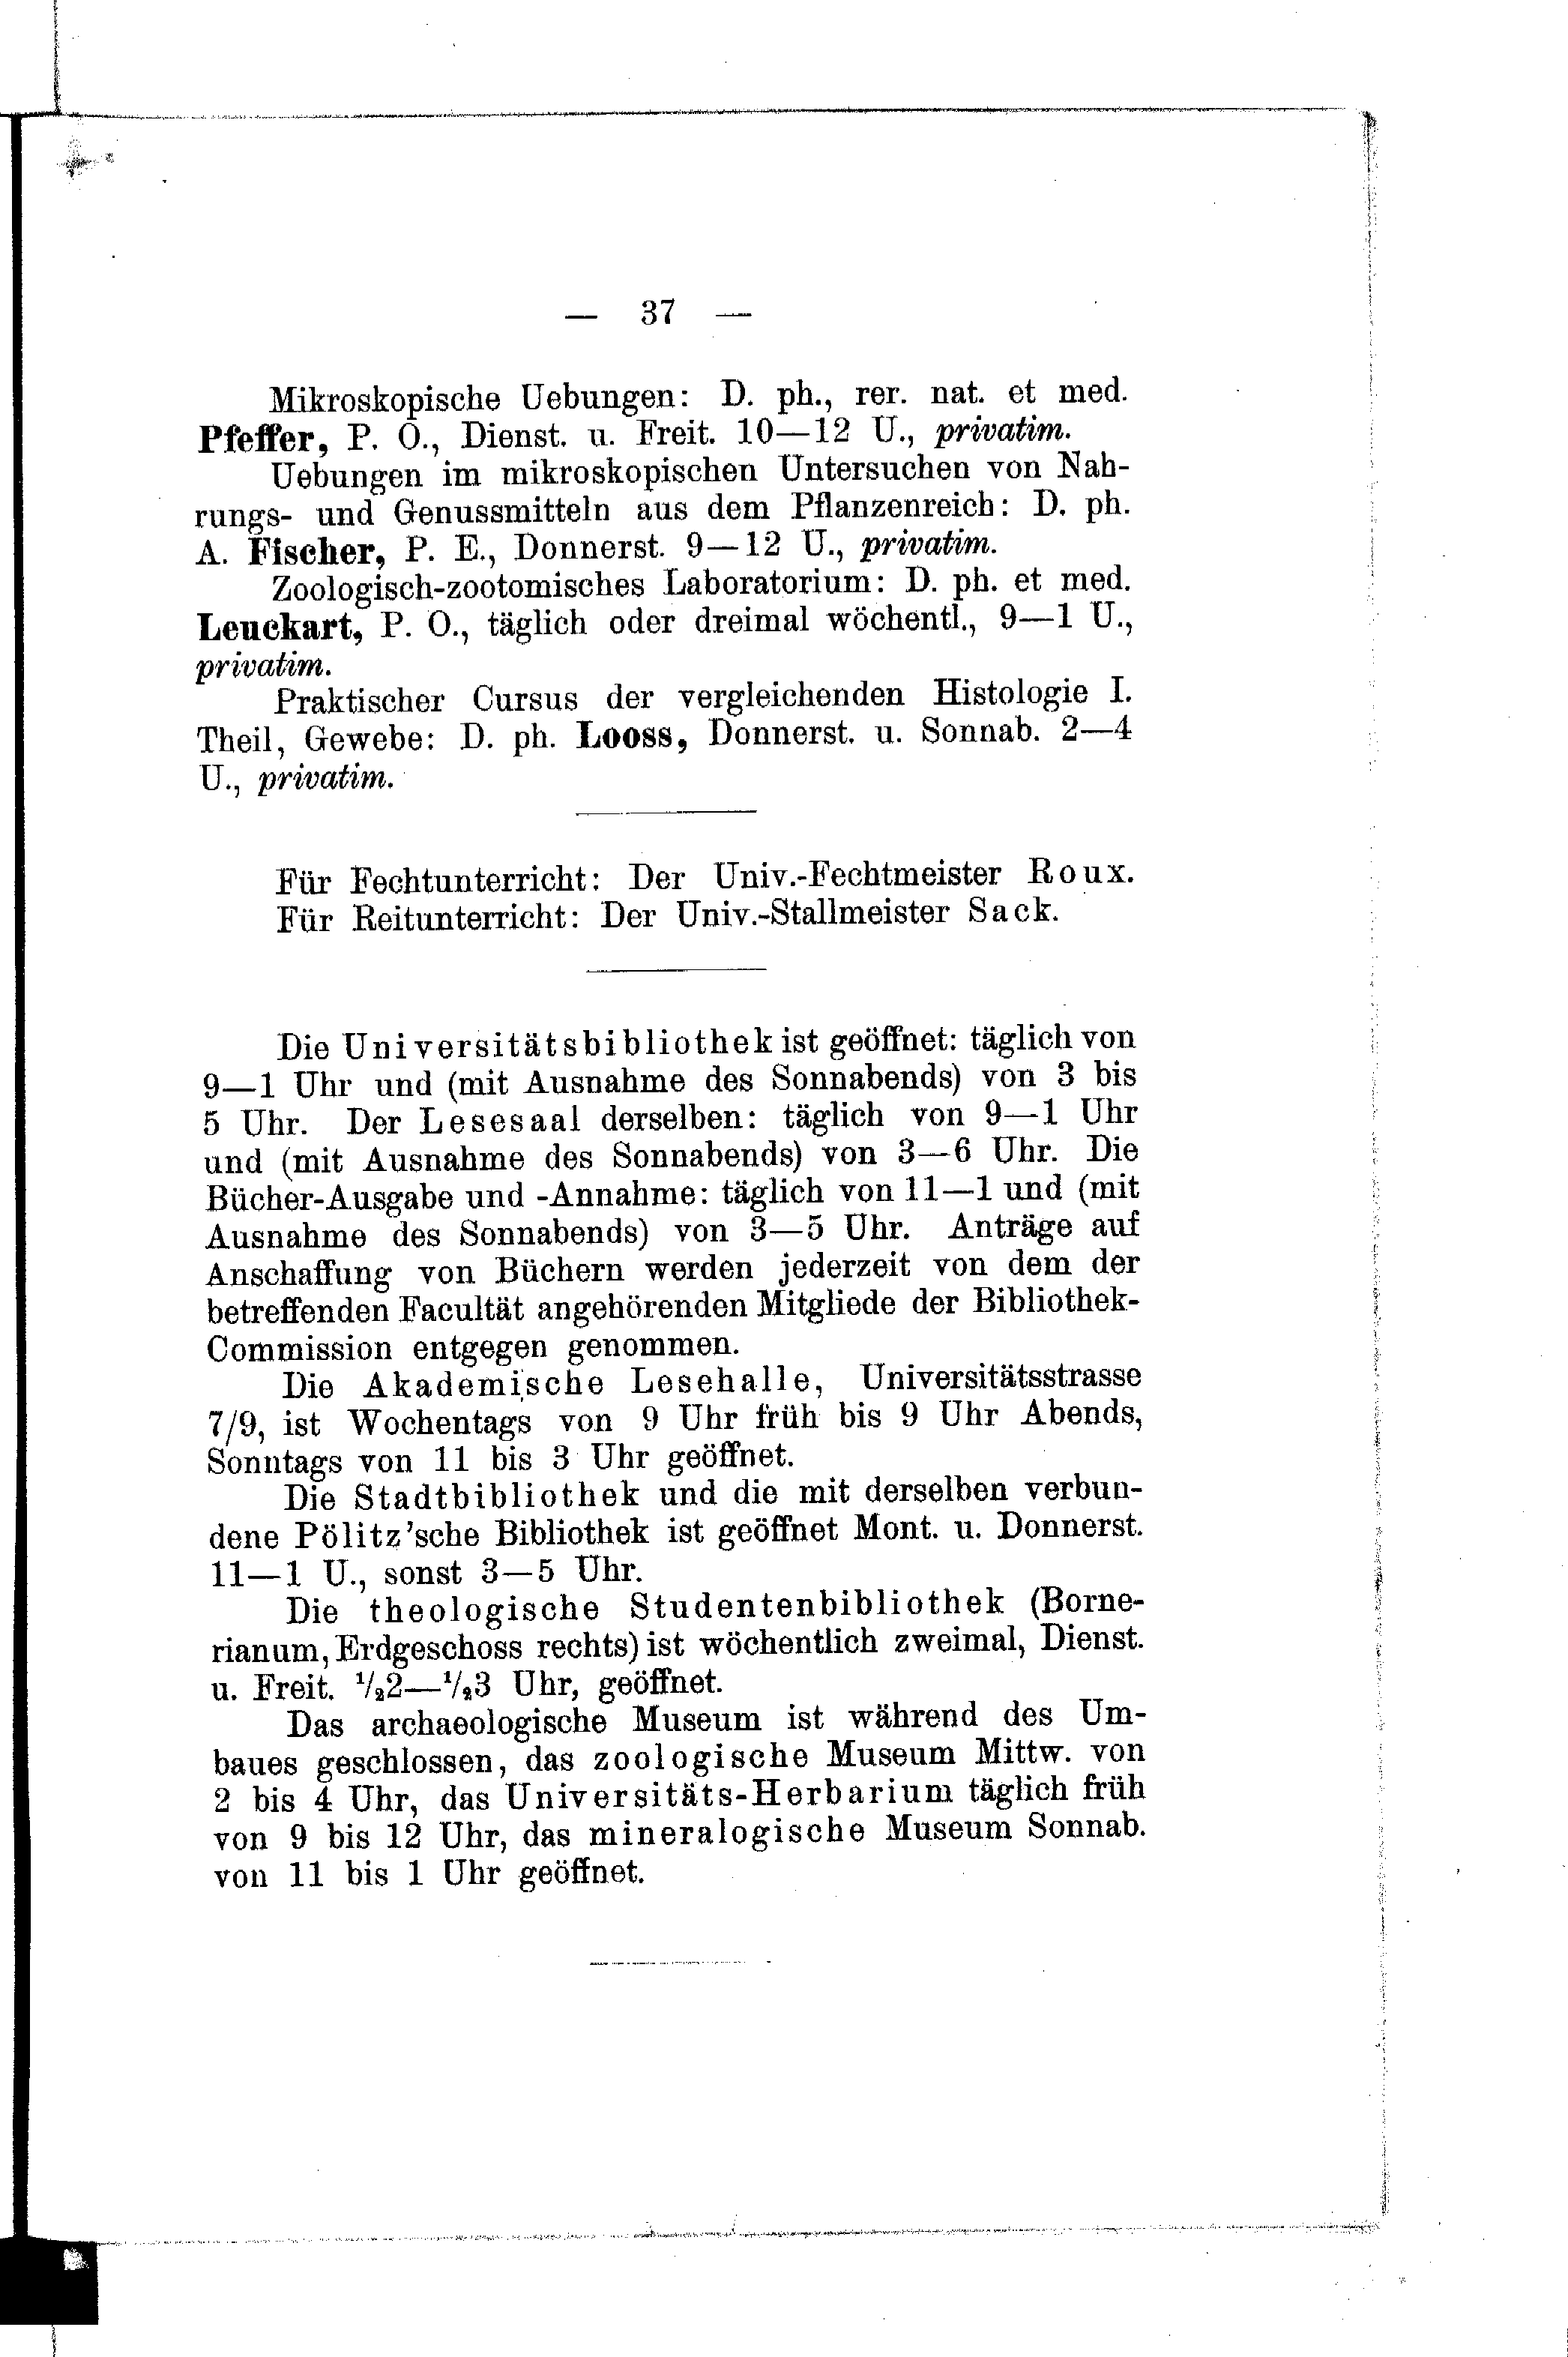 — 37 —
Mikroskopische Uebungen: D. ph., rer. nat. et med.
Pfeffer, P. O., Dienst. u. Freit. 10—12 U., privatim.
Uebungen im mikroskopischen Untersuchen von Nah-
rungs- und Genussmitteln aus dem Pflanzenreich: D. ph.
A. Fischer, P. E., Donnerst. 9—12 U., privatim.
Zoologisch-zootomisches Laboratorium: D. ph. et med.
Leuckart, P. O., täglich oder dreimal wöchentl., 9—1 U.,
privatim.
Praktischer Cursus der vergleichenden Histologie I.
Theil, Gewebe: D. ph. Looss, Donnerst. u. Sonnab. 2—4
U., privatim.
Für Fechtunterricht: Der Univ.-Fechtmeister Roux.
Für Reitunterricht: Der Univ.-Stallmeister Sack.
Die Universitätsbibliothek ist geöffnet: täglich von
9—1 Uhr und (mit Ausnahme des Sonnabends) von 3 bis
5 Uhr. Der Lesesaal derselben: täglich von 9—1 Uhr
und (mit Ausnahme des Sonnabends) von 3—6 Uhr. Die
Bücher-Ausgabe und -Annahme: täglich von 11—1 und (mit
Ausnahme des Sonnabends) von 3—5 Uhr. Anträge auf
Anschaffung von Büchern werden jederzeit von dem der
betreffenden Facultät angehörenden Mitgliede der Bibliothek-
Commission entgegen genommen.
Die Akademische Lesehalle, Universitätsstrasse
7/9, ist Wochentags von 9 Uhr früh bis 9 Uhr Abends,
Sonntags von 11 bis 3 Uhr geöffnet.
Die Stadtbibliothek und die mit derselben verbun-
dene Pölitz'sche Bibliothek ist geöffnet Mont. u. Donnerst.
11—1 U., sonst 3—5 Uhr.
Die theologische Studentenbibliothek (Borne-
rianum, Erdgeschoss rechts) ist wöchentlich zweimal, Dienst.
u. Freit. ½2—½3 Uhr, geöffnet.
Das archaeologische Museum ist während des Um-
baues geschlossen, das zoologische Museum Mittw. von
2 bis 4 Uhr, das Universitäts-Herbarium täglich früh
von 9 bis 12 Uhr, das mineralogische Museum Sonnab.
von 11 bis 1 Uhr geöffnet.